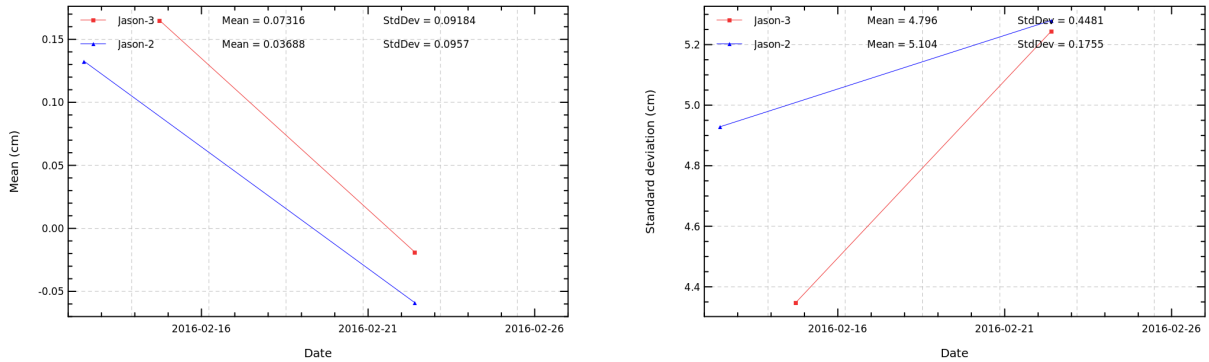 Jason-3 Mean = 0.07316 StdDev = 0.09184
Jason-2 Mean = 0.03688 StdDev = 0.0957
0.15
0.10
0.05
0.00
-0.05
Mean (cm)
2016-02-16 2016-02-21 2016-02-26
Date
Jason-3 Mean = 4.796 StdDev = 0.4481
Jason-2 Mean = 5.104 StdDev = 0.1755
5.2
5.0
4.8
4.6
4.4
Standard deviation (cm)
2016-02-16 2016-02-21 2016-02-26
Date